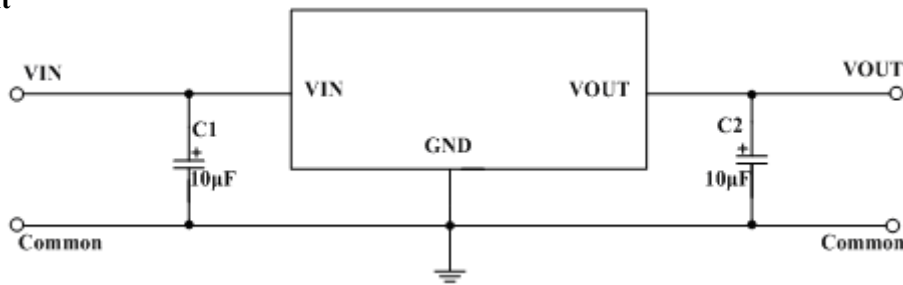 VIN
VIN
VOUT
VOUT
C1
+
10μF
GND
C2
+
10μF
Common
Common